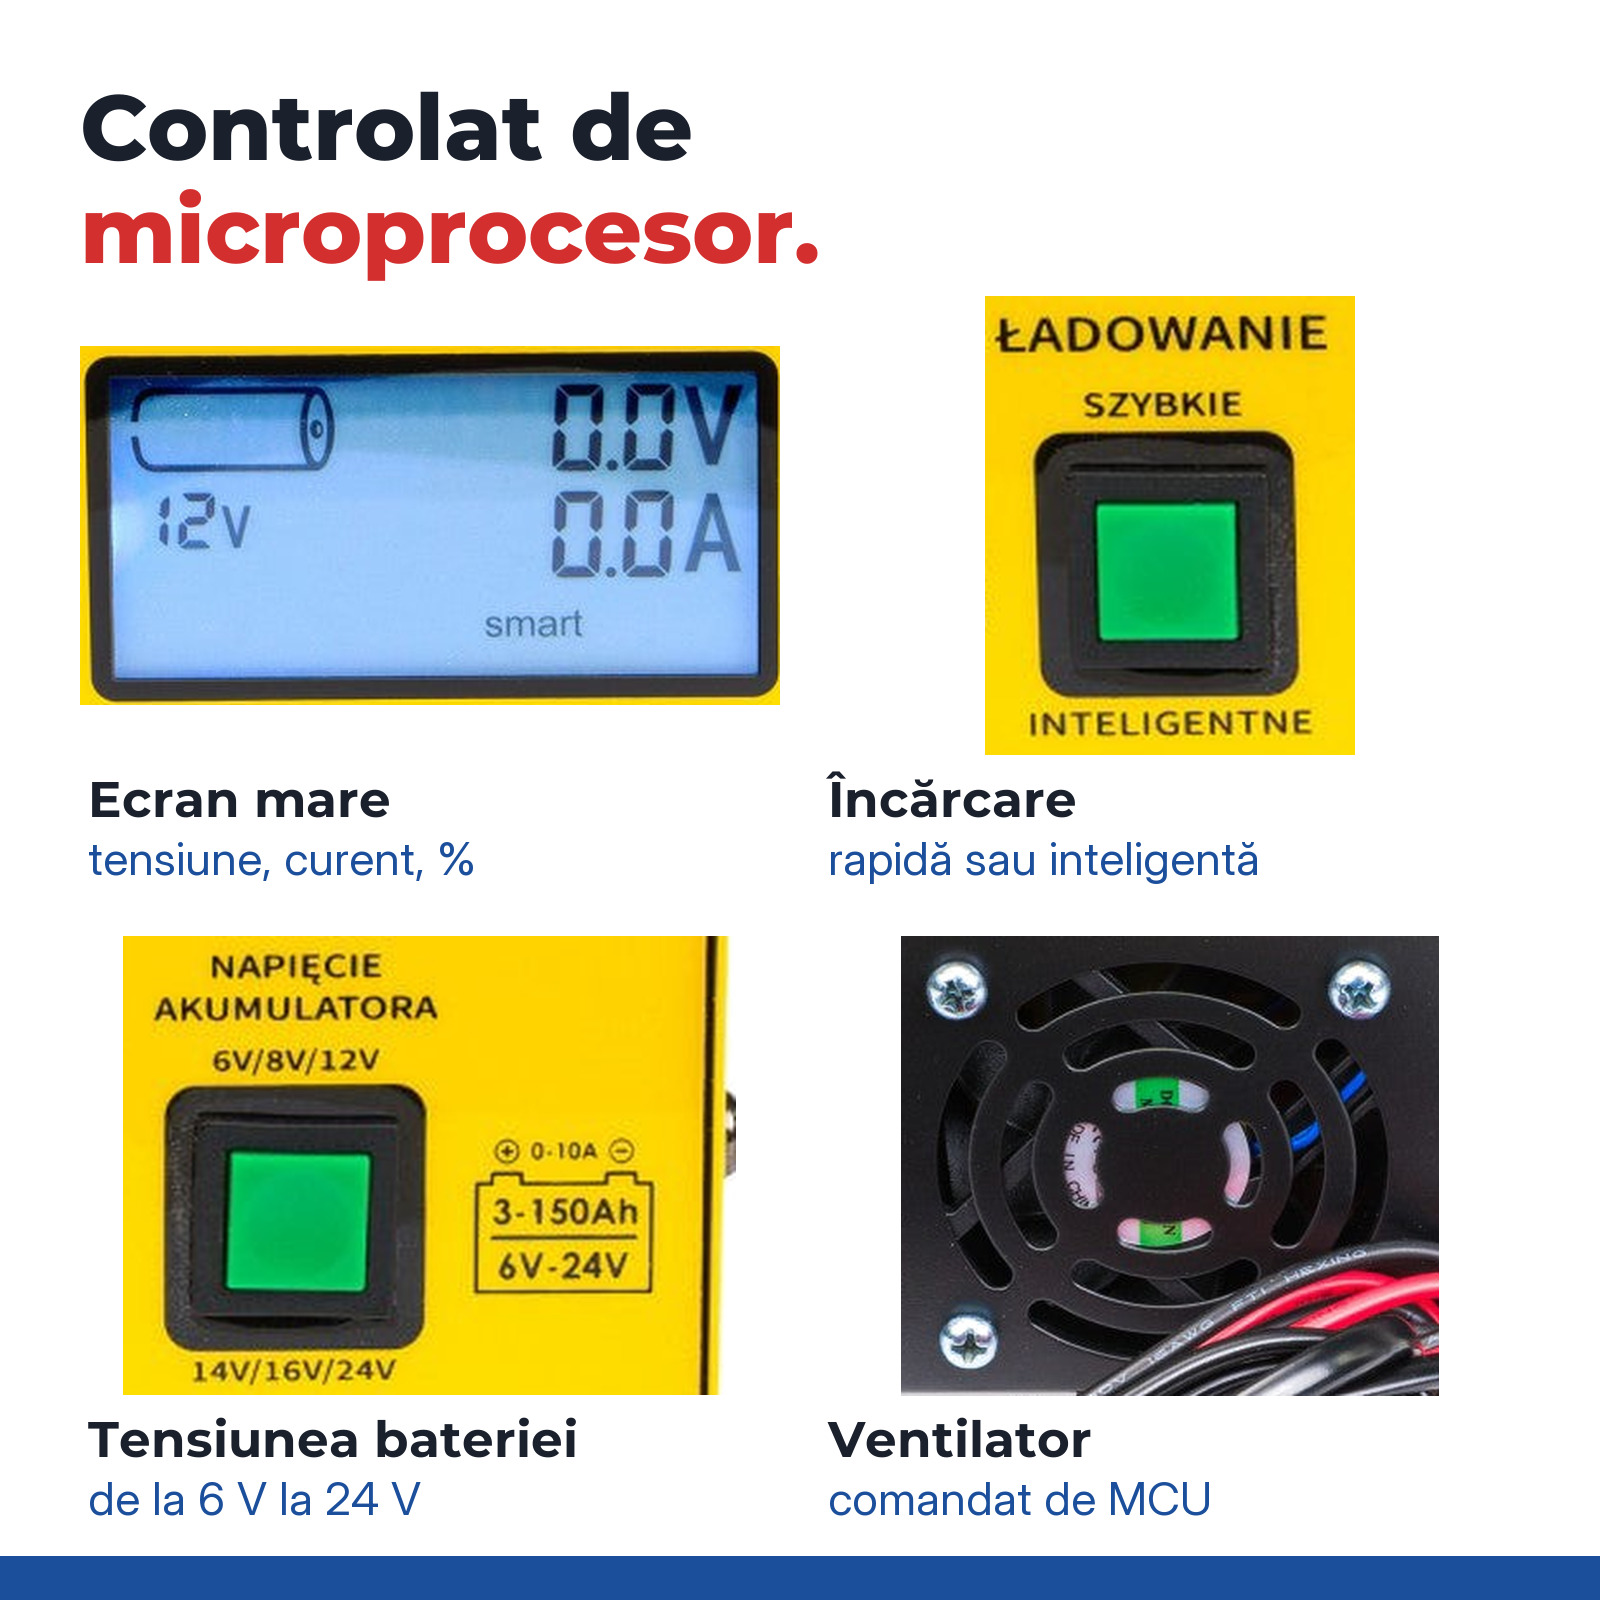 Controlat de
microprocesor.
0.0V
12V
0.0A
smart
Ecran mare
tensiune, curent, %
ŁADOWANIE
SZYBKIE
INTELIGENTNE
Încărcare
rapidă sau inteligentă
NAPIĘCIE
AKUMULATORA
6V/8V/12V
14V/16V/24V
0-10A
3-150Ah
6V-24V
Tensiunea bateriei
de la 6 V la 24 V
Ventilator
comandat de MCU